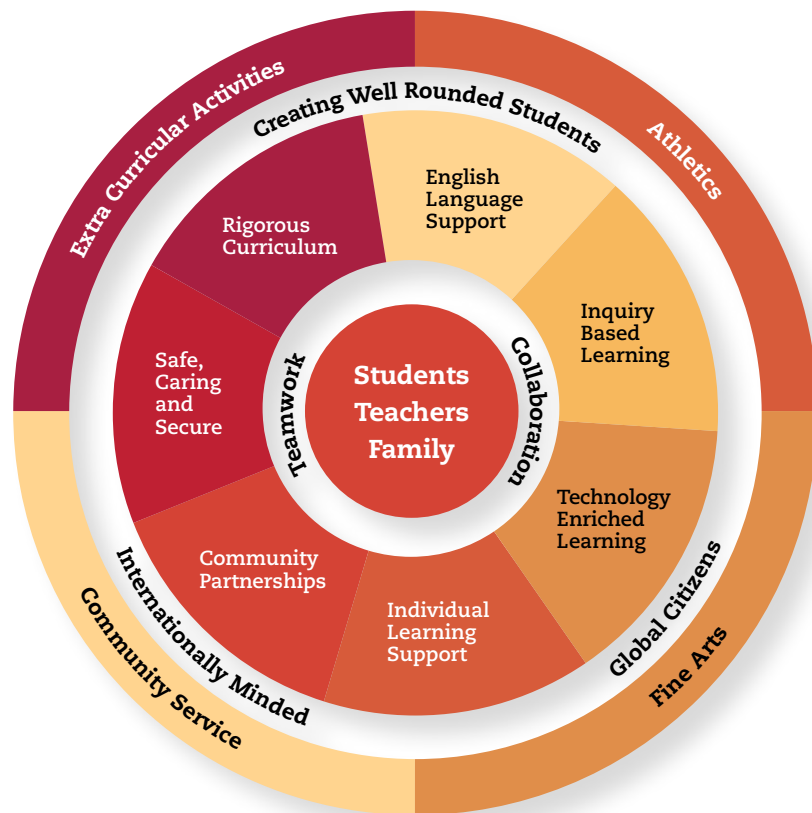 Extra Curricular Activities
Athletics
Creating Well Rounded Students
English
Language
Support
Rigorous
Curriculum
Inquiry
Based
Learning
Safe,
Caring
and
Secure
Teamwork
Students
Teachers
Family
Collaboration
Technology
Enriched
Learning
Community
Partnerships
Individual
Learning
Support
Internationally Minded
Global Citizens
Community Service
Fine Arts